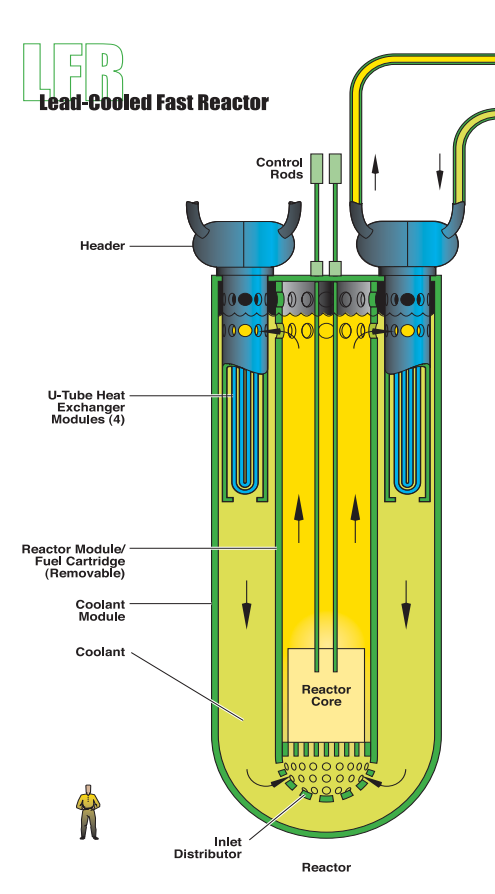 LFR
Lead-Cooled Fast Reactor
Control
Rods
Header
U-Tube Heat
Exchanger
Modules (4)
Reactor Module/
Fuel Cartridge
(Removable)
Coolant
Module
Coolant
Reactor
Core
Inlet
Distributor
Reactor